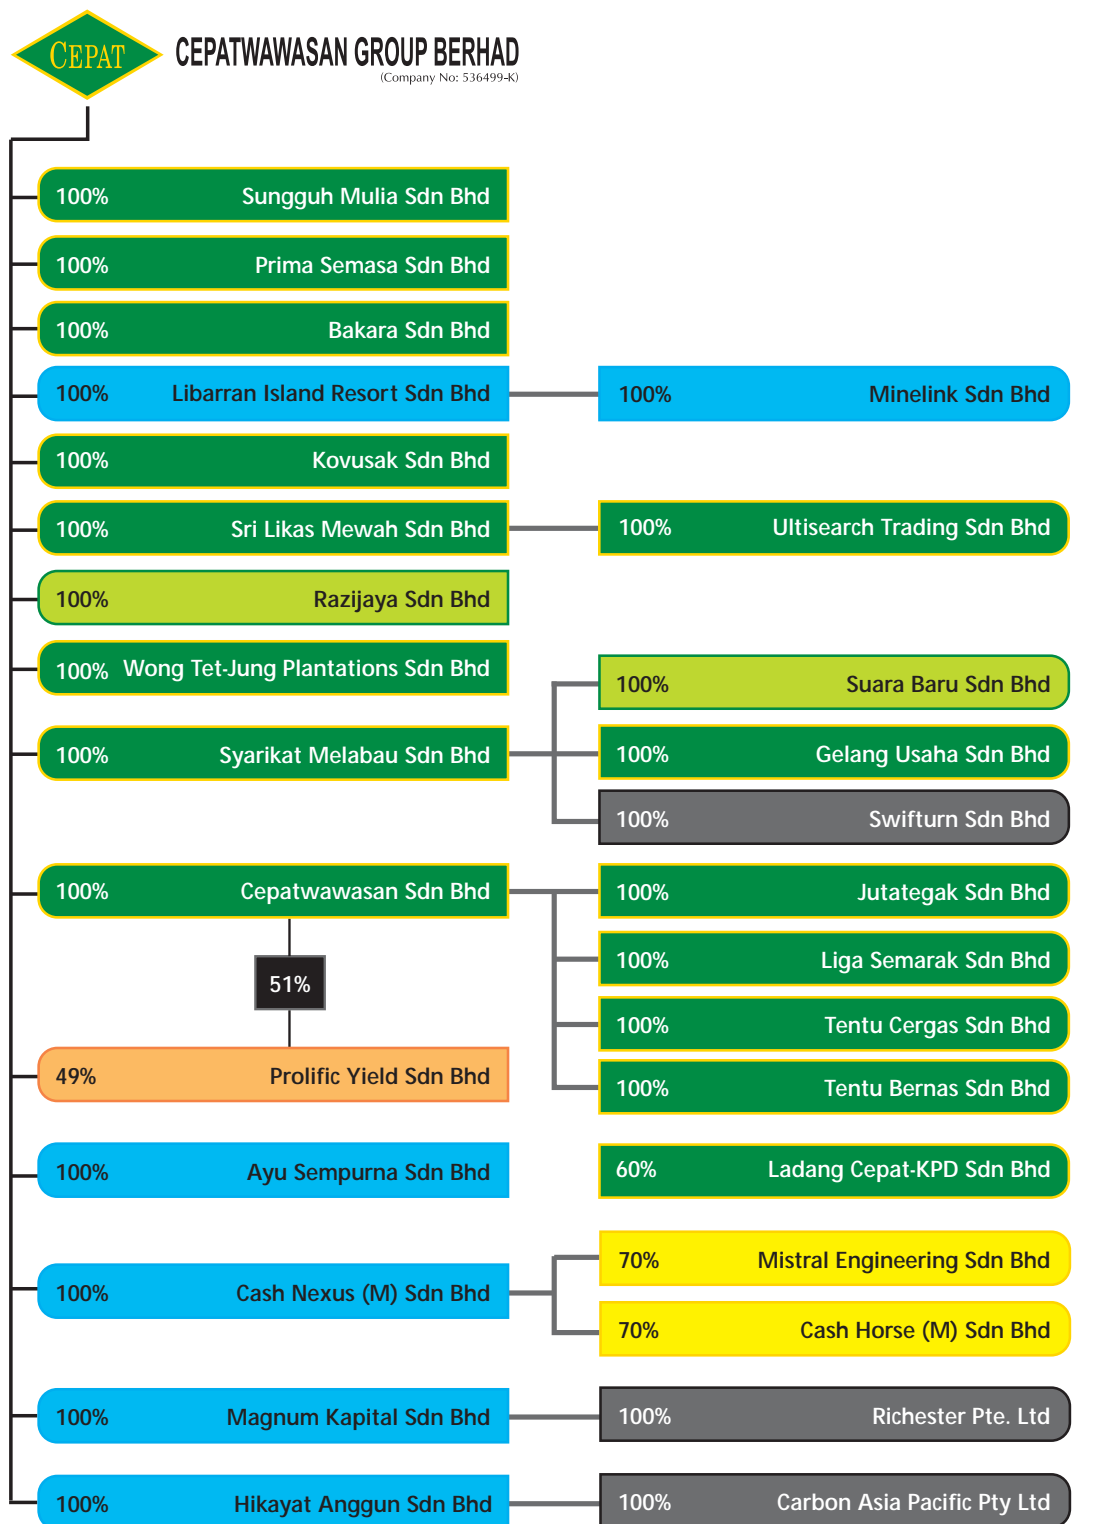 CEPAT
CEPATWAWASAN GROUP BERHAD
(Company No: 536499-K)
100% Sungguh Mulia Sdn Bhd
100% Prima Semasa Sdn Bhd
100% Bakara Sdn Bhd
100% Libarran Island Resort Sdn Bhd
100% Minelink Sdn Bhd
100% Kovusak Sdn Bhd
100% Sri Likas Mewah Sdn Bhd
100% Ultisearch Trading Sdn Bhd
100% Razijaya Sdn Bhd
100% Wong Tet-Jung Plantations Sdn Bhd
100% Suara Baru Sdn Bhd
100% Syarikat Melabau Sdn Bhd
100% Gelang Usaha Sdn Bhd
100% Swifturn Sdn Bhd
100% Cepatwawasan Sdn Bhd
100% Jutategak Sdn Bhd
100% Liga Semarak Sdn Bhd
51%
100% Tentu Cergas Sdn Bhd
49% Prolific Yield Sdn Bhd
100% Tentu Bernas Sdn Bhd
100% Ayu Sempurna Sdn Bhd
60% Ladang Cepat-KPD Sdn Bhd
70% Mistral Engineering Sdn Bhd
100% Cash Nexus (M) Sdn Bhd
70% Cash Horse (M) Sdn Bhd
100% Magnum Kapital Sdn Bhd
100% Richester Pte. Ltd
100% Hikayat Anggun Sdn Bhd
100% Carbon Asia Pacific Pty Ltd